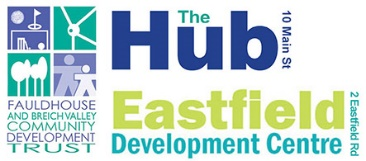 FAULDHOUSE
AND BREICH VALLEY
COMMUNITY
DEVELOPMENT
TRUST
The
Hub
10 Main St
Eastfield
Development Centre
2 Eastfield Rd